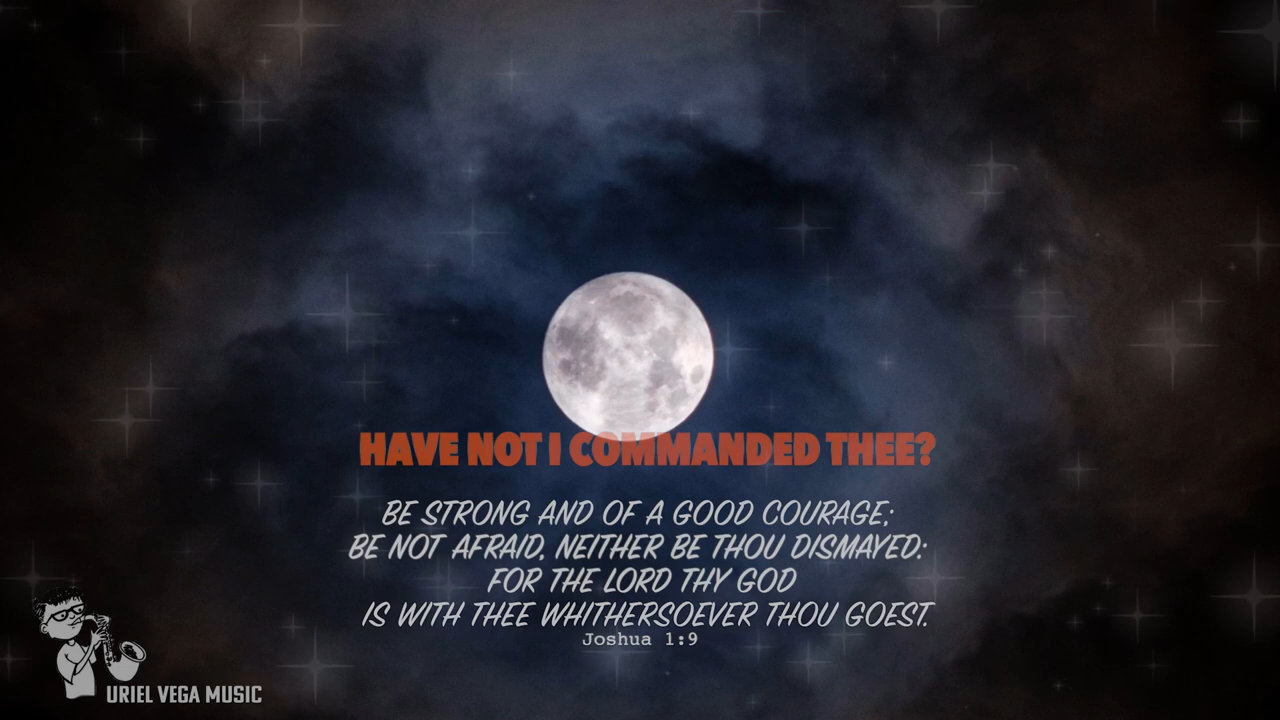 HAVE NOT I COMMANDED THEE?
BE STRONG AND OF A GOOD COURAGE;
BE NOT AFRAID, NEITHER BE THOU DISMAYED:
FOR THE LORD THY GOD
IS WITH THEE WHITHERSOEVER THOU GOEST.
Joshua 1:9
URIEL VEGA MUSIC